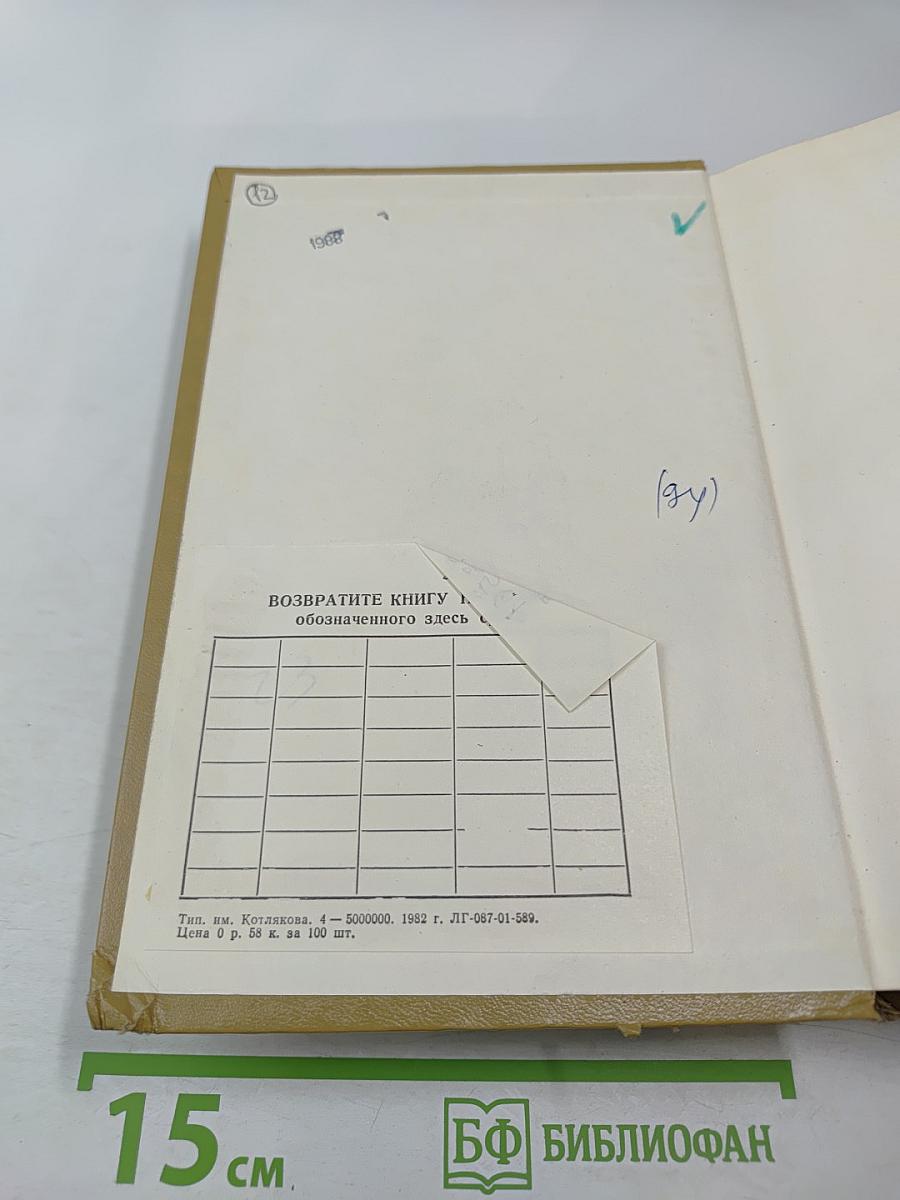 12
1988
(ду)
ВОЗВРАТИТЕ КНИГУ
обозначенного здесь
Тип. им. Котлякова. 4 — 5000000. 1982 г. ЛГ-087-01-589.
Цена 0 р. 58 к. за 100 шт.
15 см
БФ БИБЛИОФАН